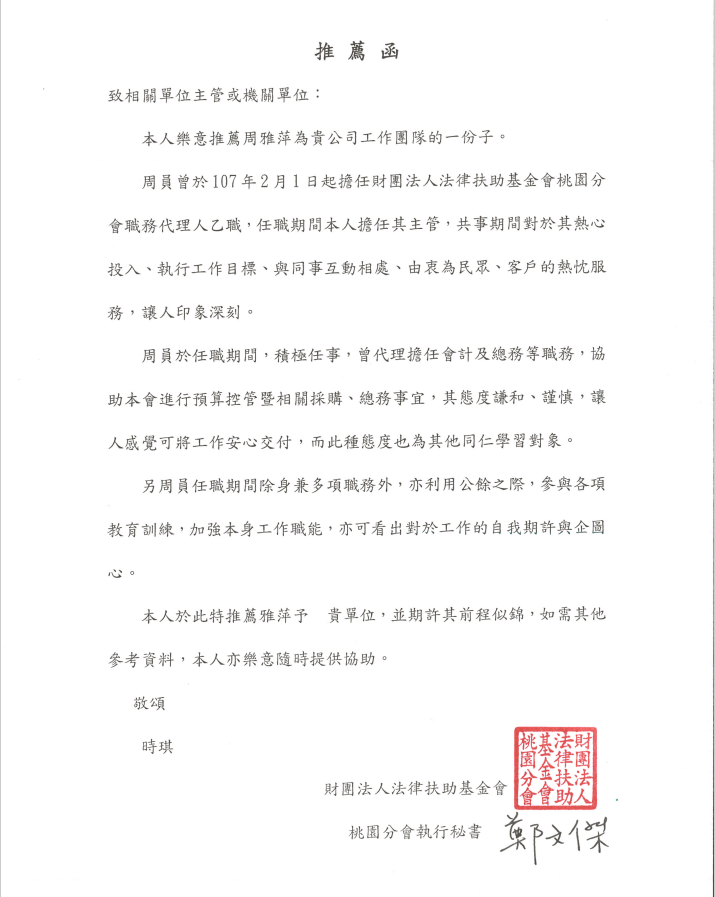 推薦函
致相關單位主管或機關單位：
本人樂意推薦周雅萍為貴公司工作團隊的一份子。
周員曾於107年2月1日起擔任財團法人法律扶助基金會桃園分
會職務代理人乙職，任職期間本人擔任其主管，共事期間對於其熱心
投入、執行工作目標、與同事互動相處、由衷為民眾、客戶的熱忱服
務，讓人印象深刻。
周員於任職期間，積極任事，曾代理擔任會計及總務等職務，協
助本會進行預算控管暨相關採購、總務事宜，其態度謙和、謹慎，讓
人感覺可將工作安心交付，而此種態度也為其他同仁學習對象。
另周員任職期間除身兼多項職務外，亦利用公餘之際，參與各項
教育訓練，加強本身工作職能，亦可看出對於工作的自我期許與企圖
心。
本人於此特推薦雅萍予　貴單位，並期許其前程似錦，如需其他
參考資料，本人亦樂意隨時提供協助。
敬頌
時琪
財團法人法律扶助基金會
桃園分會執行秘書 鄭文傑
財團法人
法律扶助
基金會
桃園分會